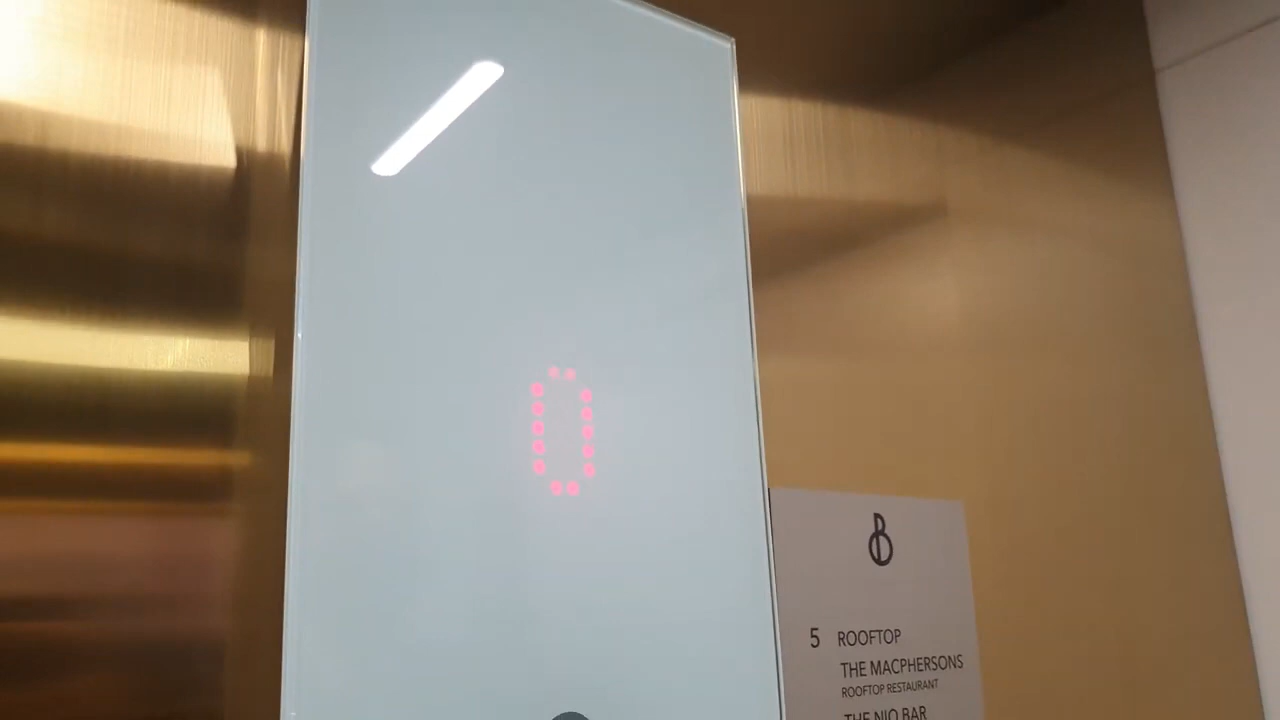 0
B
5 ROOFTOP
THE MACPHERSONS
ROOFTOP RESTAURANT
THE NIO BAR